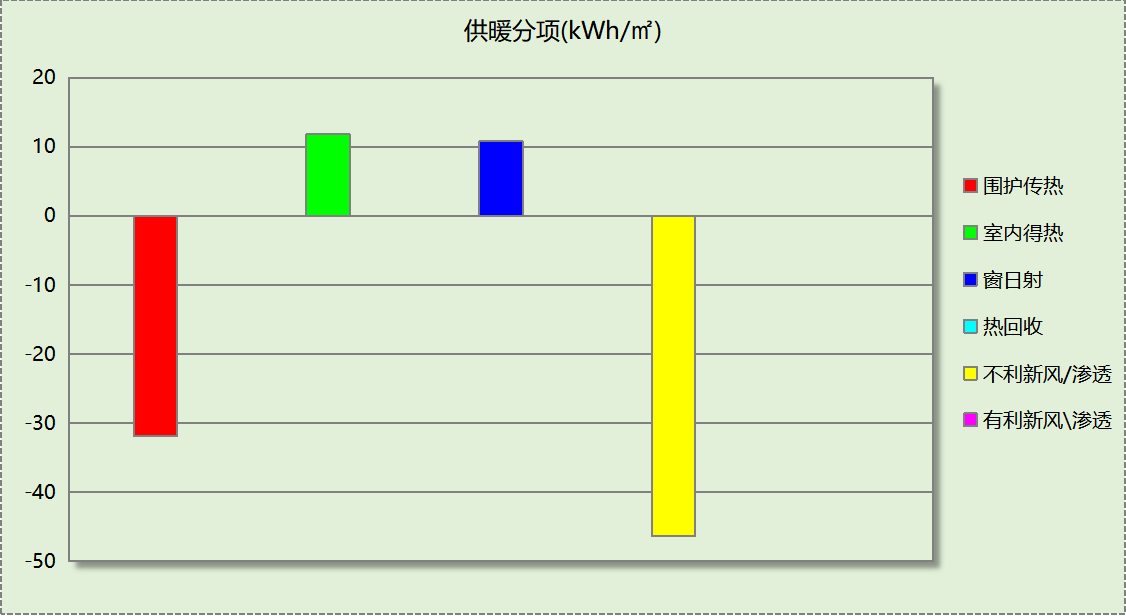 供暖分项(kWh/㎡)
20
10
0
-10
-20
-30
-40
-50
围护传热
室内得热
窗日射
热回收
不利新风/渗透
有利新风\渗透